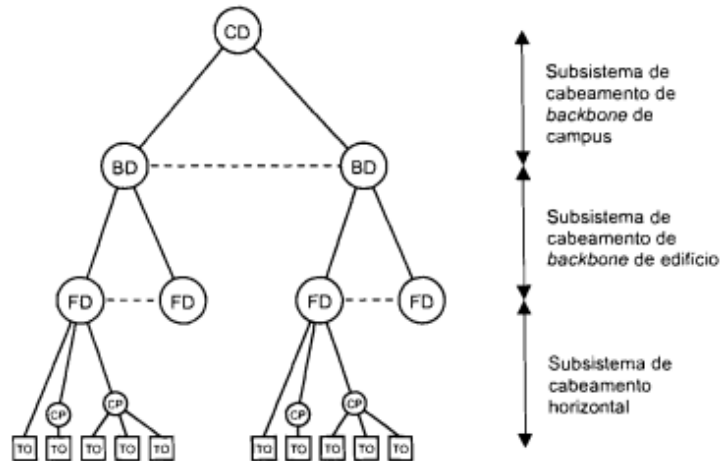 CD
Subsistema de
cabeamento de
backbone de
campus
BD
BD
Subsistema de
cabeamento de
backbone de edifício
FD
FD
FD
FD
Subsistema de
cabeamento
horizontal
CP
CP
CP
CP
TO TO TO TO TO TO TO TO TO TO